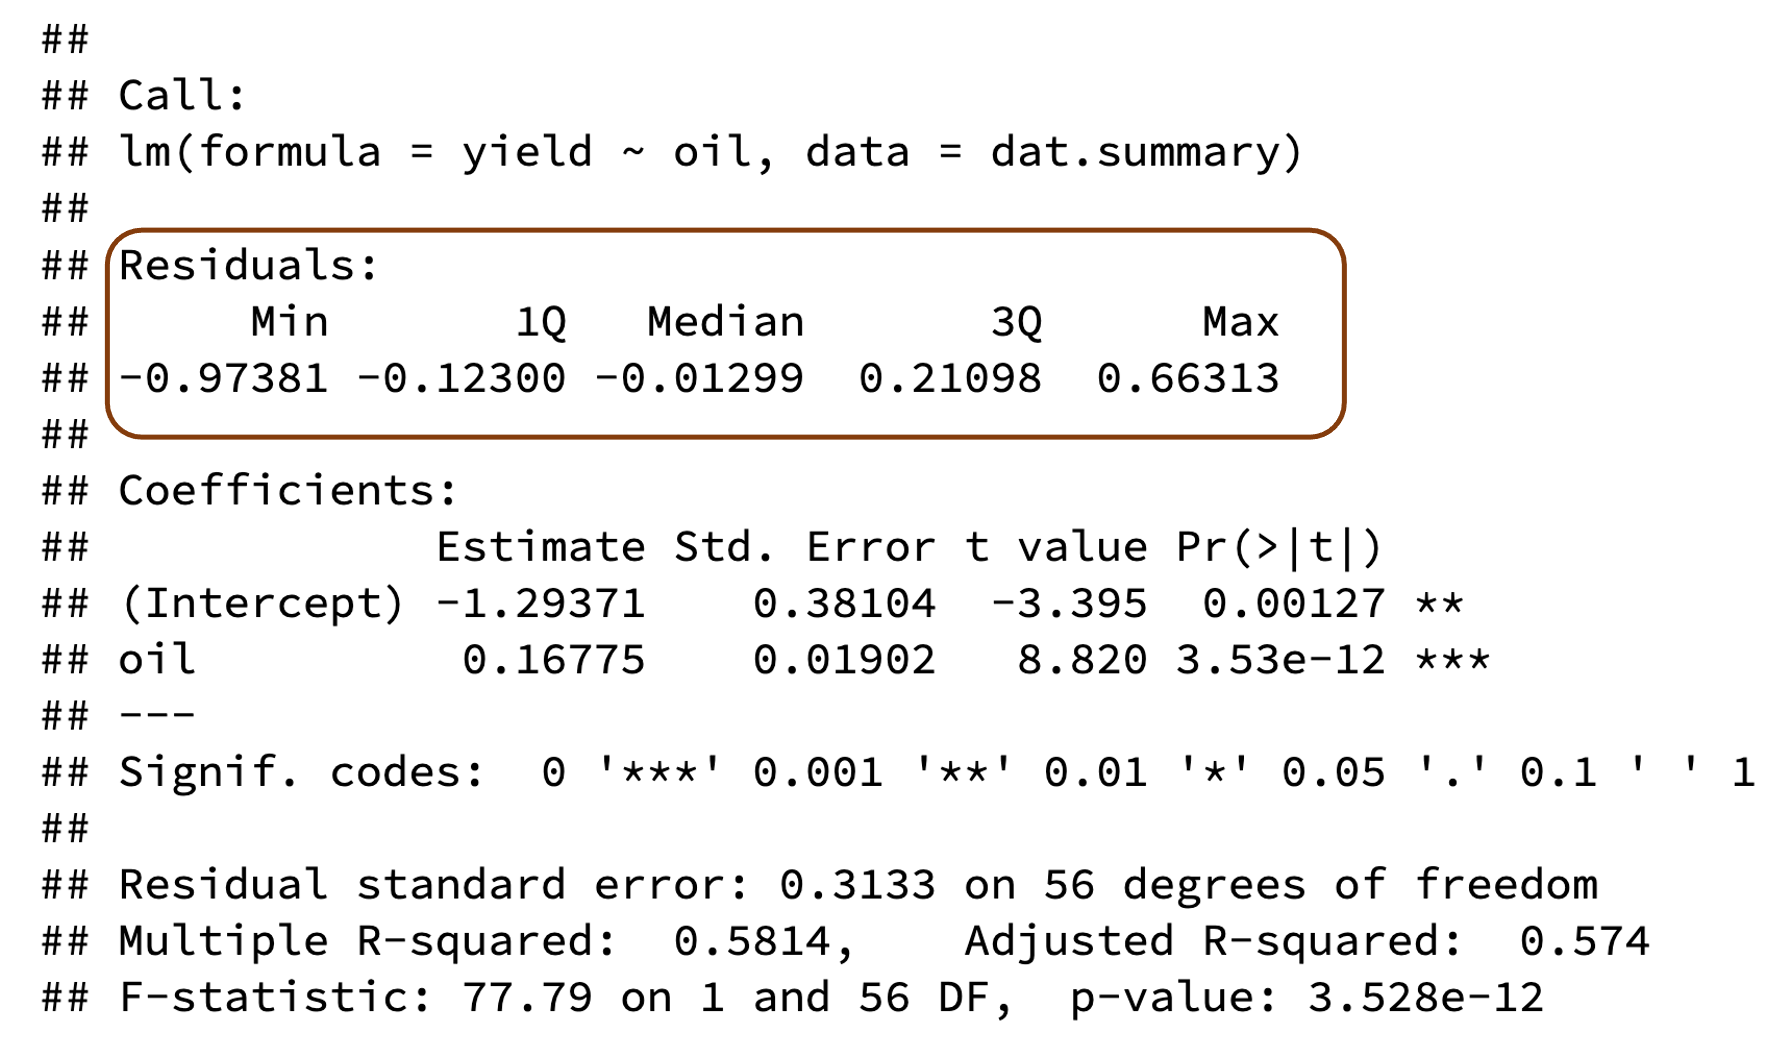 ##
## Call:
## lm(formula = yield ~ oil, data = dat.summary)
##
## Residuals:
##      Min       1Q   Median       3Q      Max
## -0.97381 -0.12300 -0.01299  0.21098  0.66313
##
## Coefficients:
##             Estimate Std. Error t value Pr(>|t|)
## (Intercept) -1.29371    0.38104  -3.395  0.00127 **
## oil          0.16775    0.01902   8.820 3.53e-12 ***
## ---
## Signif. codes:  0 '***' 0.001 '**' 0.01 '*' 0.05 '.' 0.1 ' ' 1
##
## Residual standard error: 0.3133 on 56 degrees of freedom
## Multiple R-squared:  0.5814,    Adjusted R-squared:  0.574
## F-statistic: 77.79 on 1 and 56 DF,  p-value: 3.528e-12